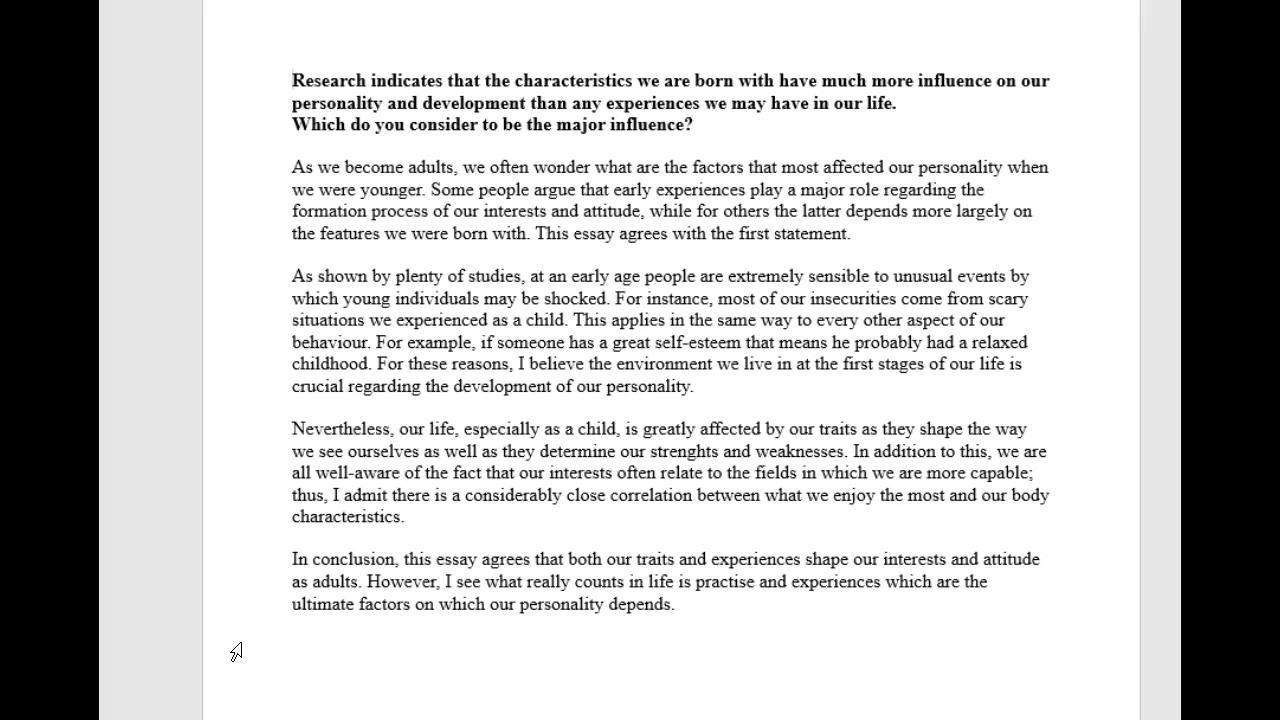 Research indicates that the characteristics we are born with have much more influence on our
personality and development than any experiences we may have in our life.
Which do you consider to be the major influence?
As we become adults, we often wonder what are the factors that most affected our personality when
we were younger. Some people argue that early experiences play a major role regarding the
formation process of our interests and attitude, while for others the latter depends more largely on
the features we were born with. This essay agrees with the first statement.
As shown by plenty of studies, at an early age people are extremely sensible to unusual events by
which young individuals may be shocked. For instance, most of our insecurities come from scary
situations we experienced as a child. This applies in the same way to every other aspect of our
behaviour. For example, if someone has a great self-esteem that means he probably had a relaxed
childhood. For these reasons, I believe the environment we live in at the first stages of our life is
crucial regarding the development of our personality.
Nevertheless, our life, especially as a child, is greatly affected by our traits as they shape the way
we see ourselves as well as they determine our strenghts and weaknesses. In addition to this, we are
all well-aware of the fact that our interests often relate to the fields in which we are more capable;
thus, I admit there is a considerably close correlation between what we enjoy the most and our body
characteristics.
In conclusion, this essay agrees that both our traits and experiences shape our interests and attitude
as adults. However, I see what really counts in life is practise and experiences which are the
ultimate factors on which our personality depends.